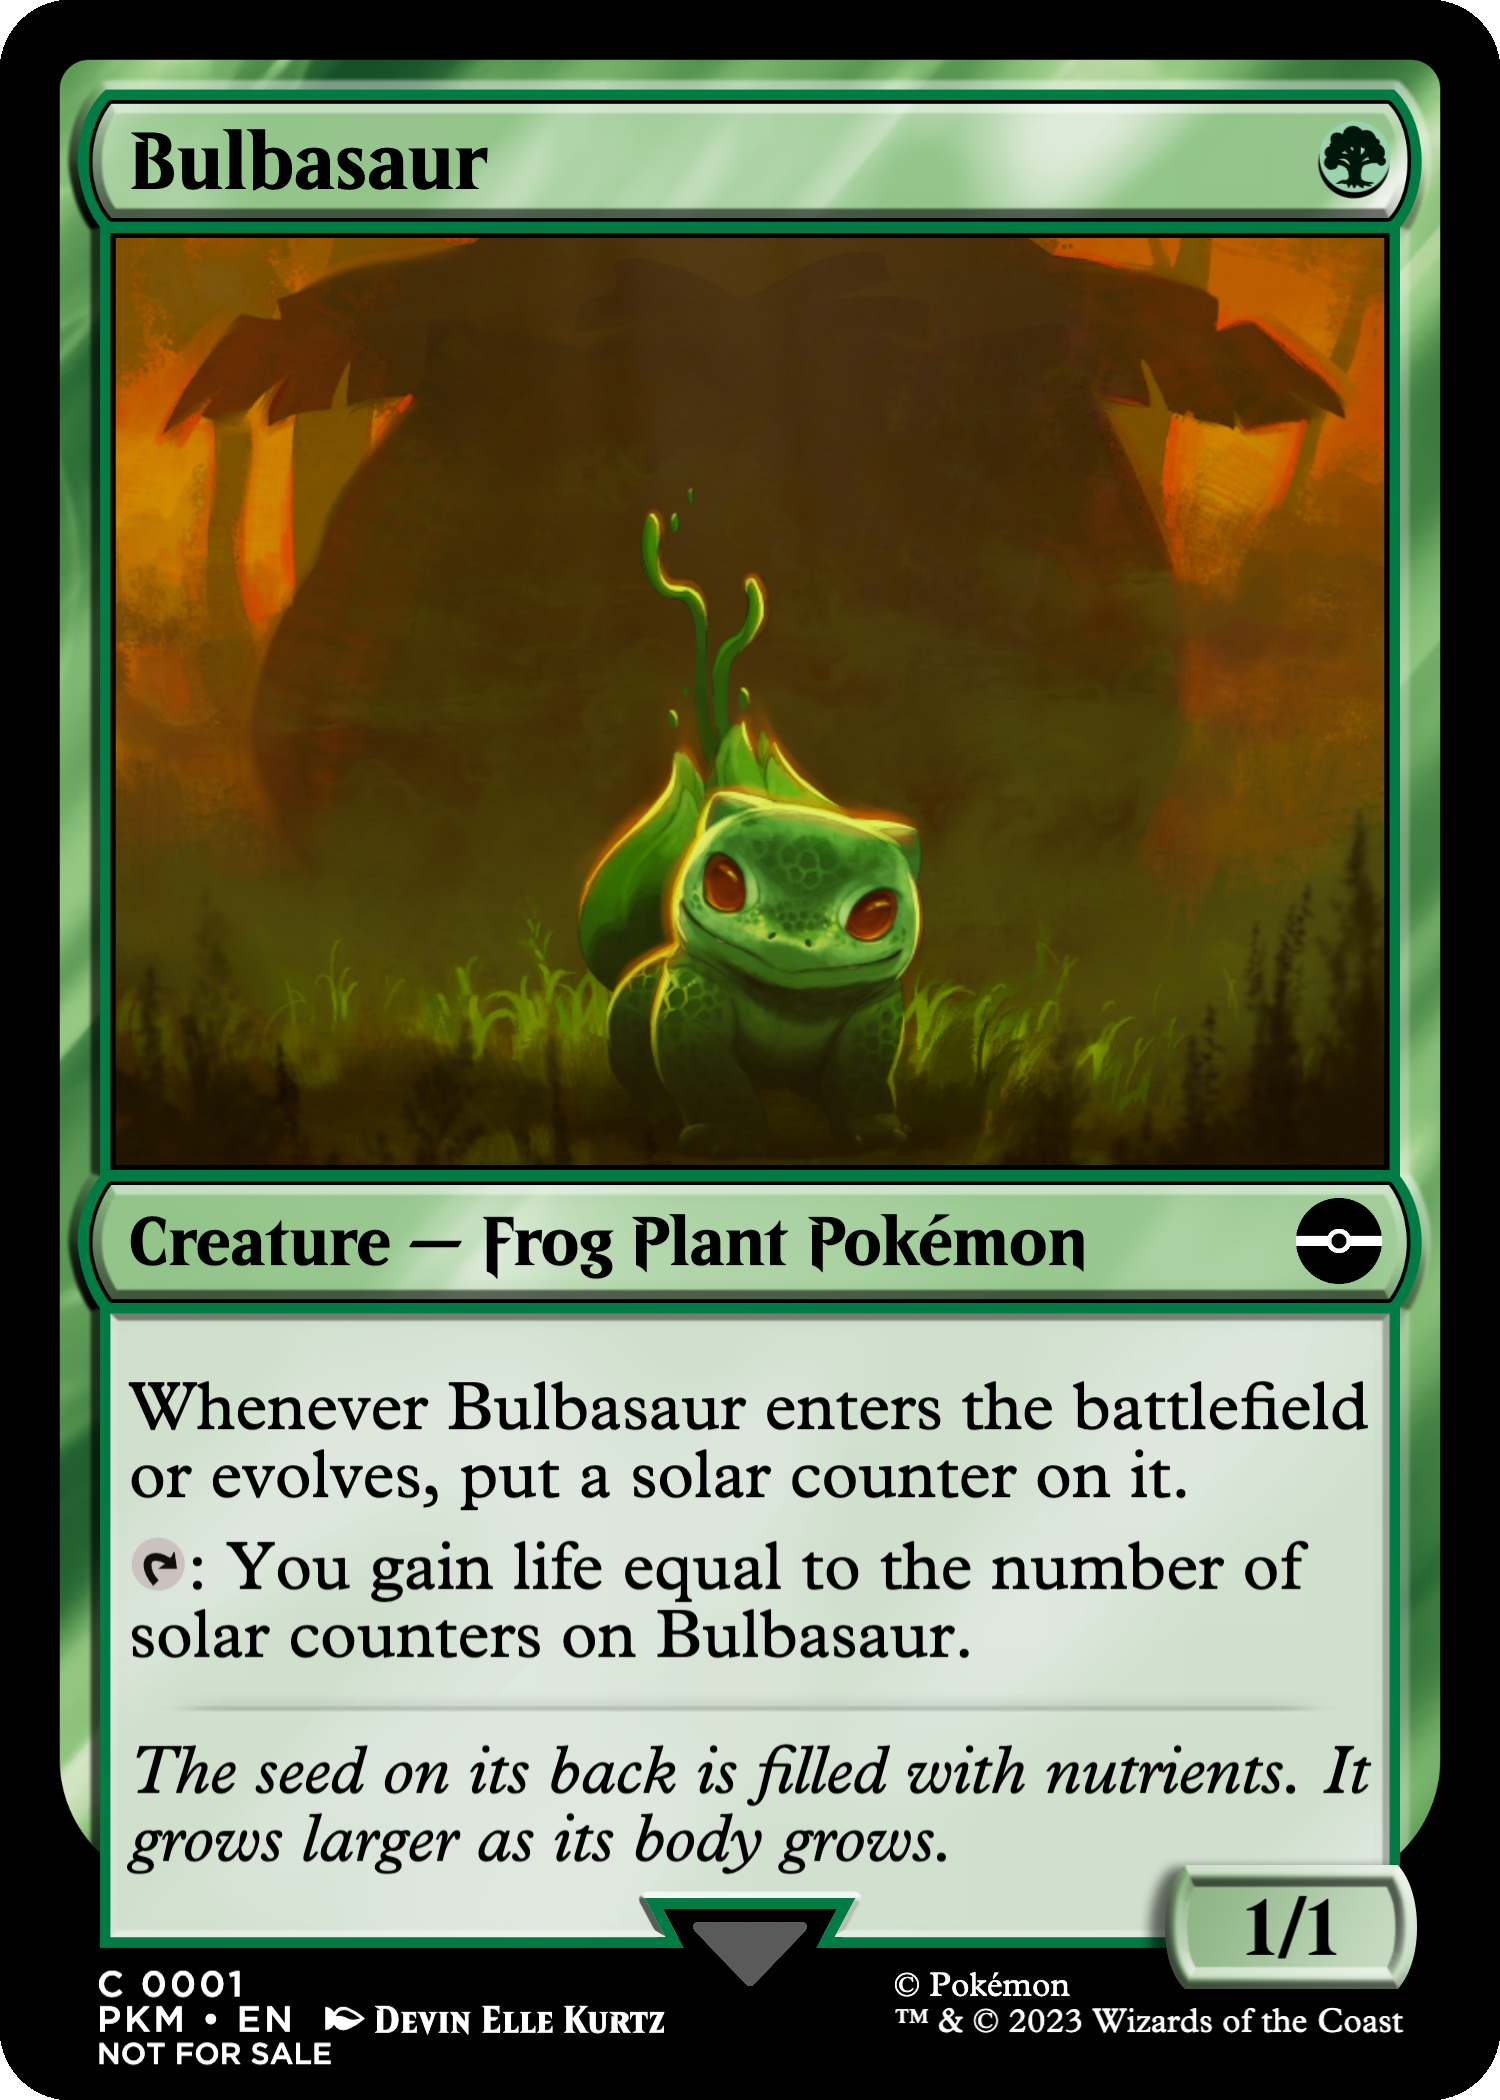 Bulbasaur
Creature — Frog Plant Pokémon
Whenever Bulbasaur enters the battlefield
or evolves, put a solar counter on it.
: You gain life equal to the number of
solar counters on Bulbasaur.
The seed on its back is filled with nutrients. It
grows larger as its body grows.
1/1
C 0001
PKM • EN DEVIN ELLE KURTZ
NOT FOR SALE
© Pokémon
™ & © 2023 Wizards of the Coast